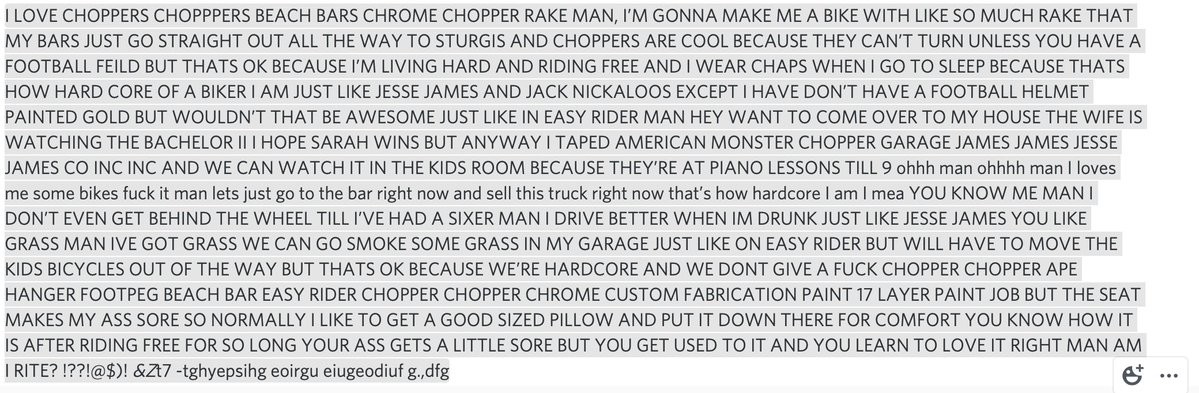 I LOVE CHOPPERS CHOPPPERS BEACH BARS CHROME CHOPPER RAKE MAN, I'M GONNA MAKE ME A BIKE WITH LIKE SO MUCH RAKE THAT
MY BARS JUST GO STRAIGHT OUT ALL THE WAY TO STURGIS AND CHOPPERS ARE COOL BECAUSE THEY CAN'T TURN UNLESS YOU HAVE A
FOOTBALL FEILD BUT THATS OK BECAUSE I'M LIVING HARD AND RIDING FREE AND I WEAR CHAPS WHEN I GO TO SLEEP BECAUSE THATS
HOW HARD CORE OF A BIKER I AM JUST LIKE JESSE JAMES AND JACK NICKALOOS EXCEPT I HAVE DON'T HAVE A FOOTBALL HELMET
PAINTED GOLD BUT WOULDN'T THAT BE AWESOME JUST LIKE IN EASY RIDER MAN HEY WANT TO COME OVER TO MY HOUSE THE WIFE IS
WATCHING THE BACHELOR II I HOPE SARAH WINS BUT ANYWAY I TAPED AMERICAN MONSTER CHOPPER GARAGE JAMES JAMES JESSE
JAMES CO INC INC AND WE CAN WATCH IT IN THE KIDS ROOM BECAUSE THEY'RE AT PIANO LESSONS TILL 9 ohhh man ohhhh man I loves
me some bikes fuck it man lets just go to the bar right now and sell this truck right now that's how hardcore I am I mea YOU KNOW ME MAN I
DON'T EVEN GET BEHIND THE WHEEL TILL I'VE HAD A SIXER MAN I DRIVE BETTER WHEN IM DRUNK JUST LIKE JESSE JAMES YOU LIKE
GRASS MAN IVE GOT GRASS WE CAN GO SMOKE SOME GRASS IN MY GARAGE JUST LIKE ON EASY RIDER BUT WILL HAVE TO MOVE THE
KIDS BICYCLES OUT OF THE WAY BUT THATS OK BECAUSE WE'RE HARDCORE AND WE DONT GIVE A FUCK CHOPPER CHOPPER APE
HANGER FOOTPEG BEACH BAR EASY RIDER CHOPPER CHOPPER CHROME CUSTOM FABRICATION PAINT 17 LAYER PAINT JOB BUT THE SEAT
MAKES MY ASS SORE SO NORMALLY I LIKE TO GET A GOOD SIZED PILLOW AND PUT IT DOWN THERE FOR COMFORT YOU KNOW HOW IT
IS AFTER RIDING FREE FOR SO LONG YOUR ASS GETS A LITTLE SORE BUT YOU GET USED TO IT AND YOU LEARN TO LOVE IT RIGHT MAN AM
I RITE? !??!@$)! &Zt7 -tghyepsihg eoirgu eiugeodiuf g.,dfg